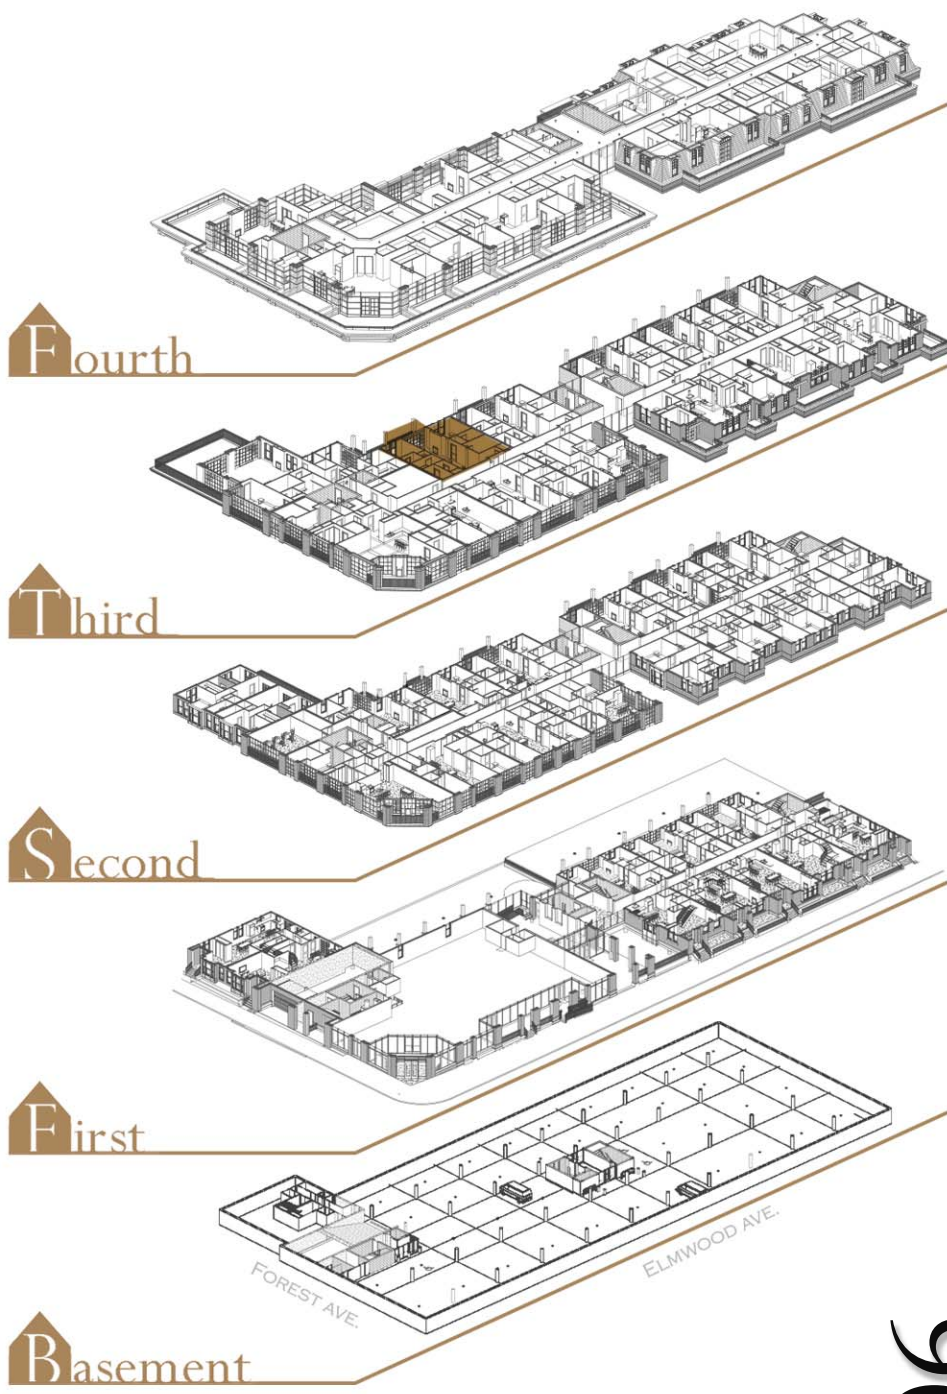 Fourth
Third
Second
First
FOREST AVE.
ELMWOOD AVE.
Basement